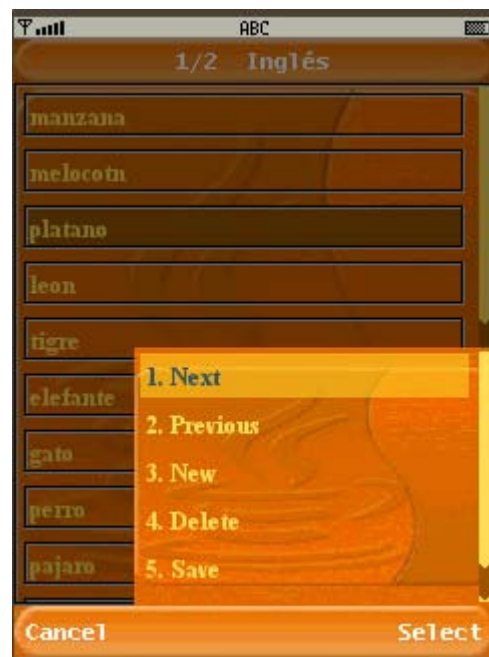 ABC
1/2 Inglés
manzana
melocotn
platano
leon
tigre
elefante
gato
perro
pajaro
1. Next
2. Previous
3. New
4. Delete
5. Save
Cancel Select